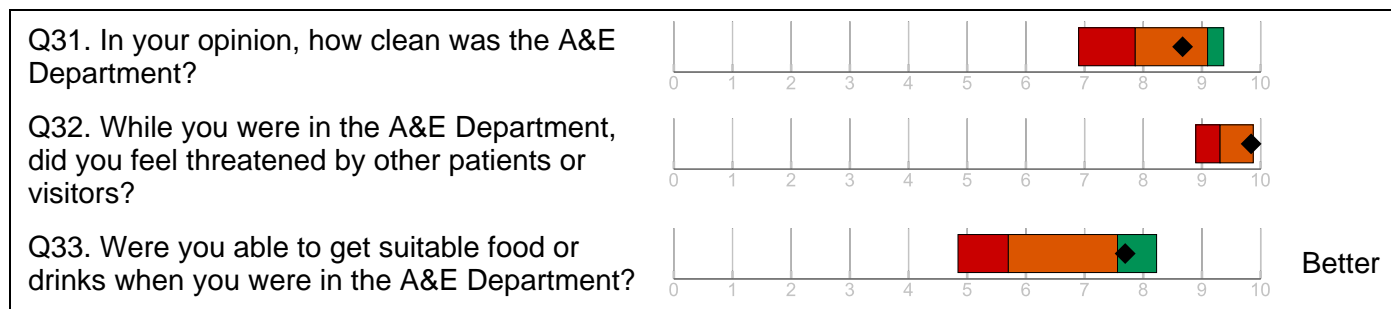 Q31. In your opinion, how clean was the A&E
Department?
0 1 2 3 4 5 6 7 8 9 10
Q32. While you were in the A&E Department,
did you feel threatened by other patients or
visitors?
0 1 2 3 4 5 6 7 8 9 10
Q33. Were you able to get suitable food or
drinks when you were in the A&E Department?
0 1 2 3 4 5 6 7 8 9 10
Better